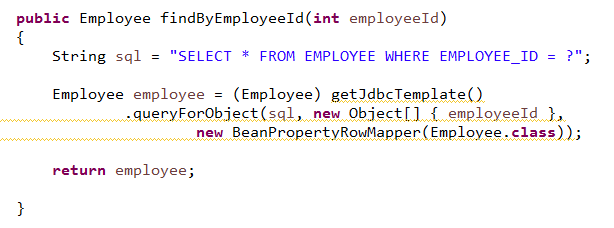 public Employee findByEmployeeId(int employeeId)
{
String sql = "SELECT * FROM EMPLOYEE WHERE EMPLOYEE_ID = ?";
Employee employee = (Employee) getJdbcTemplate()
.queryForObject(sql, new Object[] { employeeId },
new BeanPropertyRowMapper(Employee.class));
return employee;
}